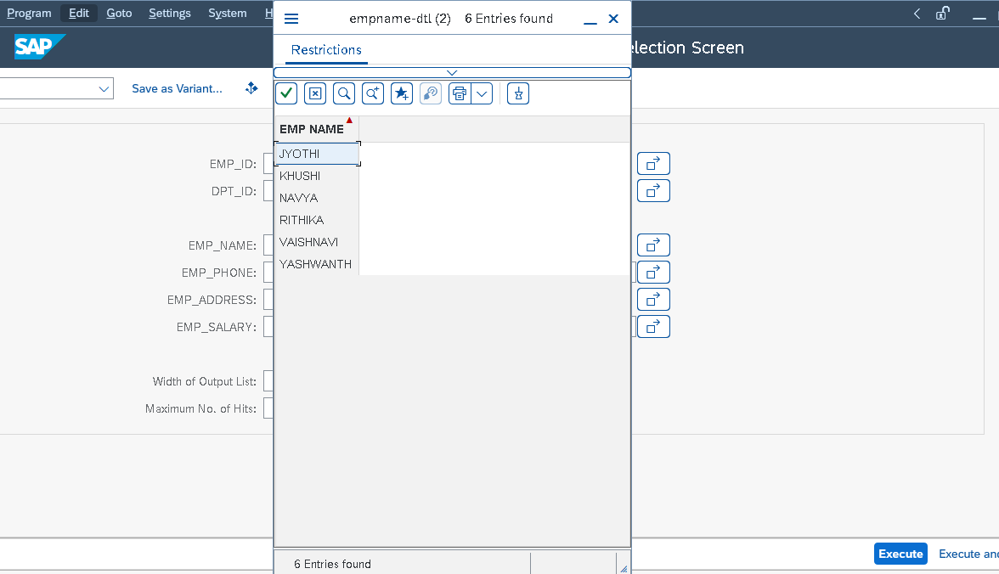 Program Edit Goto Settings System H
empname-dtl (2) 6 Entries found
SAP
Restrictions
lection Screen
Save as Variant...
EMP NAME
JYOTHI
KHUSHI
NAVYA
RITHIKA
VAISHNAVI
YASHWANTH
EMP_ID:
DPT_ID:
EMP_NAME:
EMP_PHONE:
EMP_ADDRESS:
EMP_SALARY:
Width of Output List:
Maximum No. of Hits:
Execute Execute and
6 Entries found